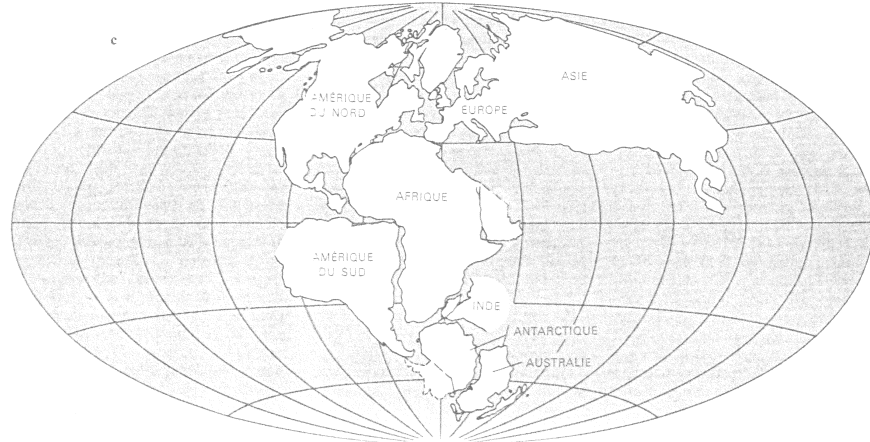 c
ASIE
AMÉRIQUE
DU NORD
EUROPE
AFRIQUE
AMÉRIQUE
DU SUD
INDE
ANTARCTIQUE
AUSTRALIE